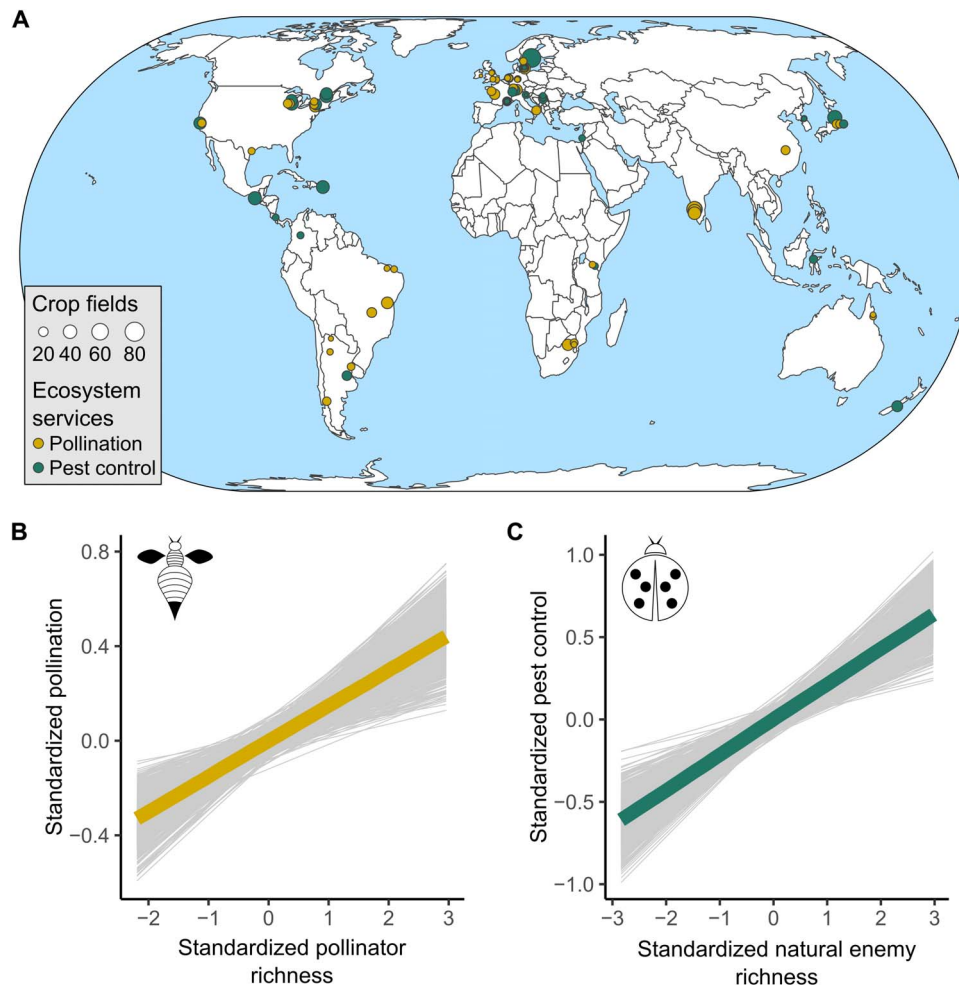 A
Crop fields
20 40 60 80
Ecosystem
services
Pollination
Pest control
B
0.8
0.4
0.0
−0.4
Standardized pollination
−2 −1 0 1 2 3
Standardized pollinator
richness
C
1.0
0.5
0.0
−0.5
−1.0
Standardized pest control
−3 −2 −1 0 1 2 3
Standardized natural enemy
richness